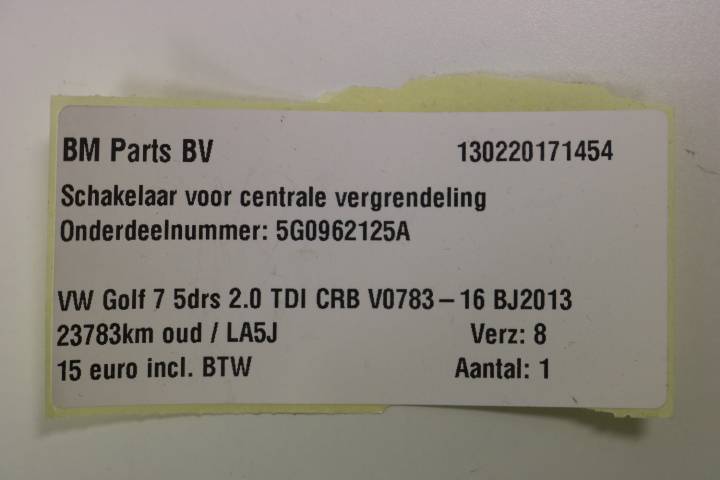 BM Parts BV 130220171454
Schakelaar voor centrale vergrendeling
Onderdeelnummer: 5G0962125A
VW Golf 7 5drs 2.0 TDI CRB V0783-16 BJ2013
23783km oud / LA5J Verz: 8
15 euro incl. BTW Aantal: 1